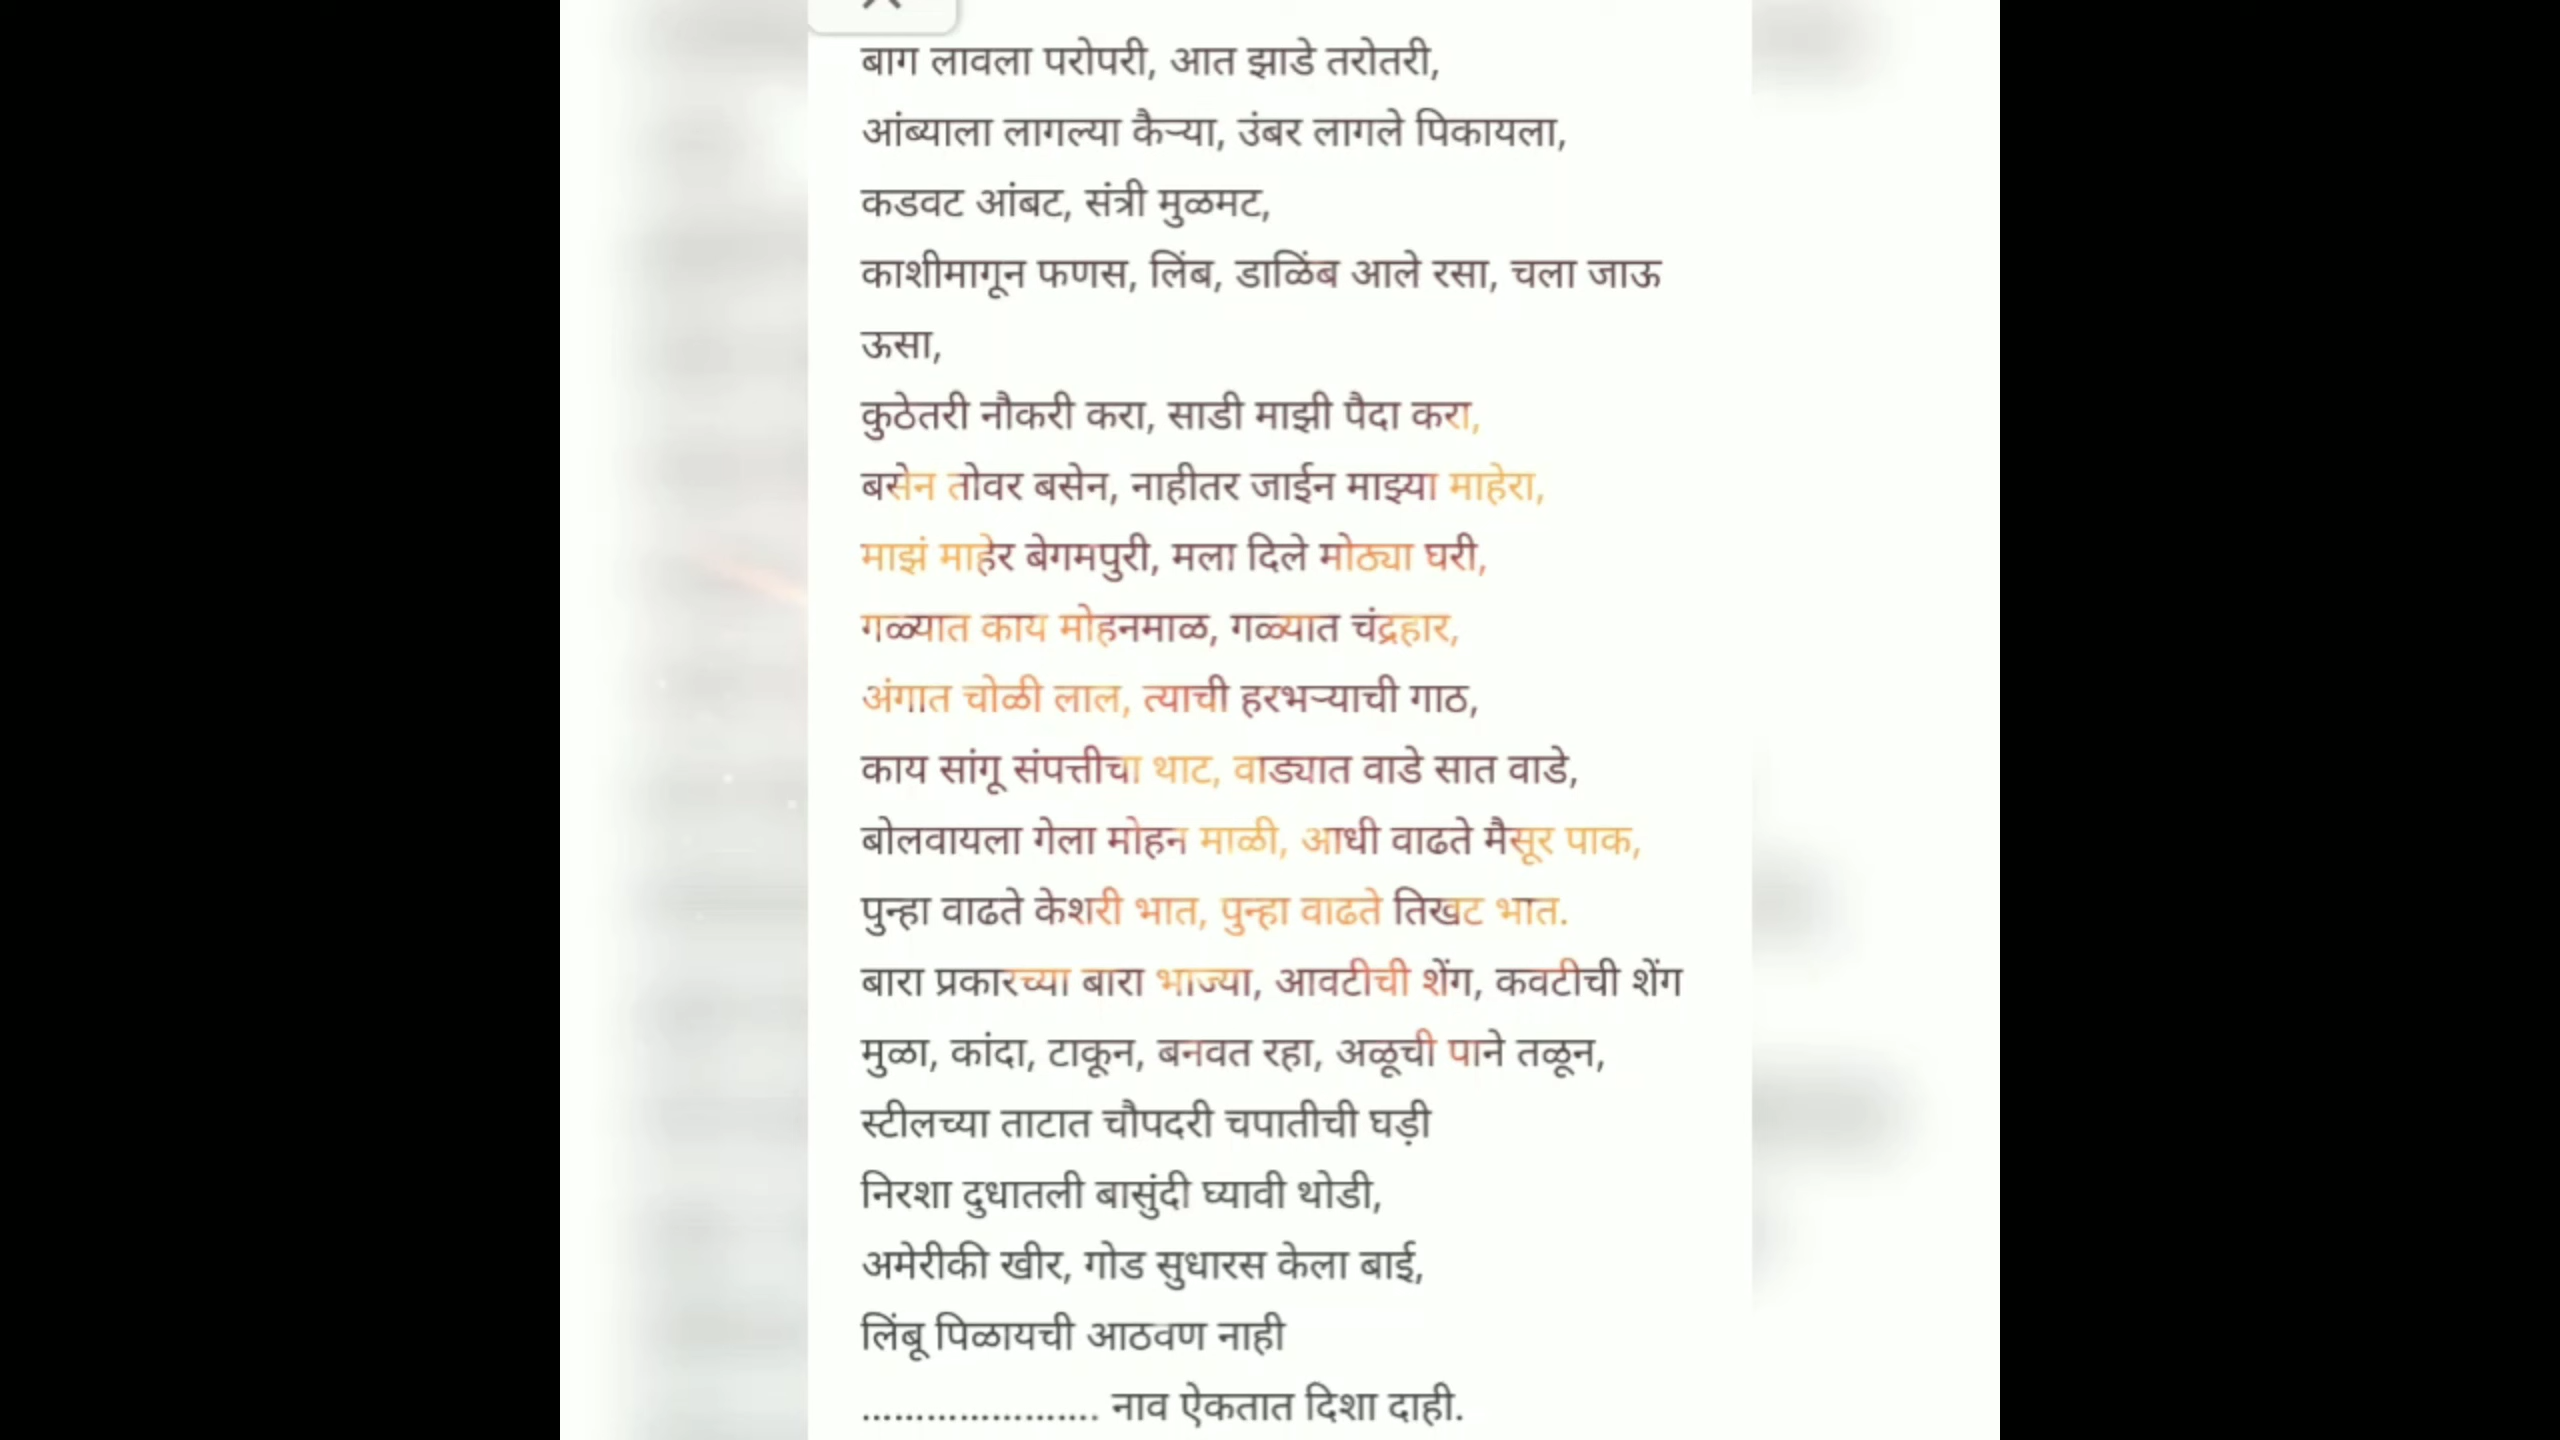 बाग लावला परोपरी, आत झाडे तरोतरी,
आंब्याला लागल्या कैऱ्या, उंबर लागले पिकायला,
कडवट आंबट, संत्री मुळमट,
काशीमागून फणस, लिंब, डाळिंब आले रसा, चला जाऊ
ऊसा,
कुठेतरी नौकरी करा, साडी माझी पैदा करा,
बसेन तोवर बसेन, नाहीतर जाईन माझ्या माहेरा,
माझं माहेर बेगमपुरी, मला दिले मोठ्या घरी,
गळ्यात काय मोहनमाळ, गळ्यात चंद्रहार,
अंगात चोळी लाल, त्याची हरभऱ्याची गाठ,
काय सांगू संपत्तीचा थाट, वाड्यात वाडे सात वाडे,
बोलवायला गेला मोहन माळी, आधी वाढते मैसूर पाक,
पुन्हा वाढते केशरी भात, पुन्हा वाढते तिखट भात.
बारा प्रकारच्या बारा भाज्या, आवटीची शेंग, कवटीची शेंग
मुळा, कांदा, टाकून, बनवत रहा, अळूची पाने तळून,
स्टीलच्या ताटात चौपदरी चपातीची घड़ी
निरशा दुधातली बासुंदी घ्यावी थोडी,
अमेरीकी खीर, गोड सुधारस केला बाई,
लिंबू पिळायची आठवण नाही
...................... नाव ऐकतात दिशा दाही.